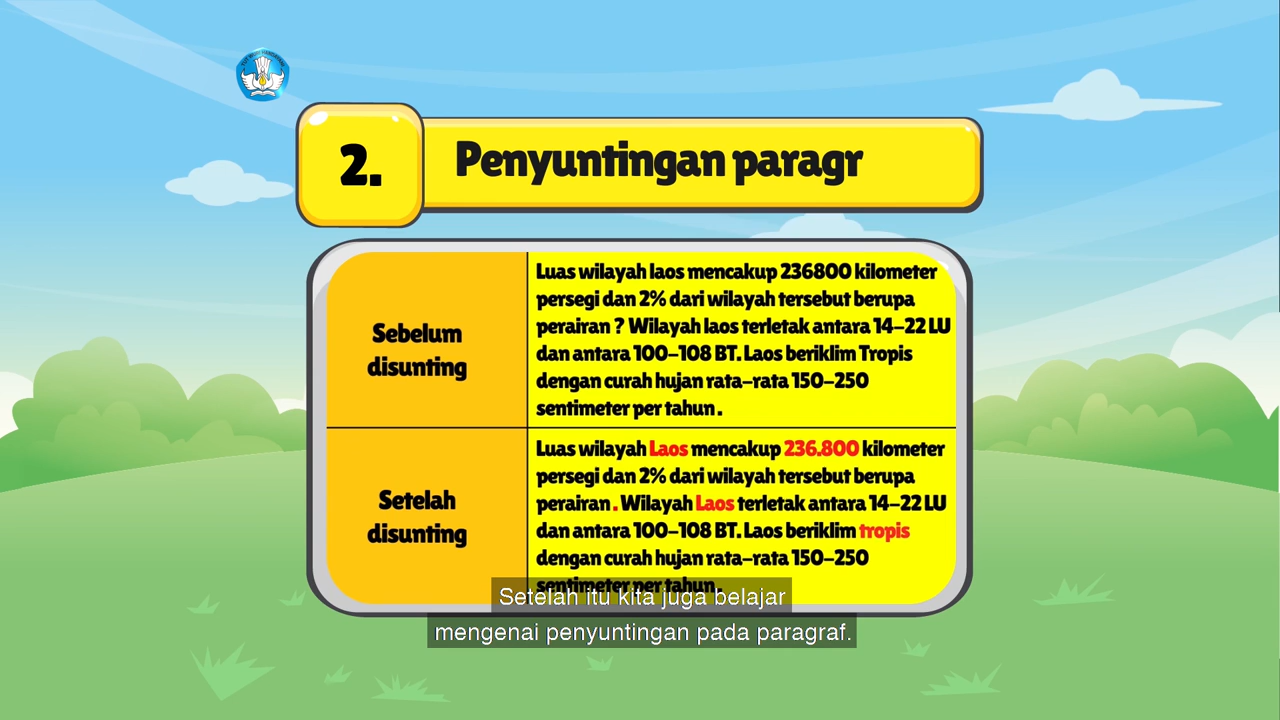 2.
Penyuntingan paragr
Sebelum
disunting
Luas wilayah laos mencakup 236800 kilometer
persegi dan 2% dari wilayah tersebut berupa
perairan ? Wilayah laos terletak antara 14-22 LU
dan antara 100-108 BT. Laos beriklim Tropis
dengan curah hujan rata-rata 150-250
sentimeter per tahun .
Setelah
disunting
Luas wilayah Laos mencakup 236.800 kilometer
persegi dan 2% dari wilayah tersebut berupa
perairan . Wilayah Laos terletak antara 14-22 LU
dan antara 100-108 BT. Laos beriklim tropis
dengan curah hujan rata-rata 150-250
sentimeter per tahun .
Setelah itu kita juga belajar
mengenai penyuntingan pada paragraf.